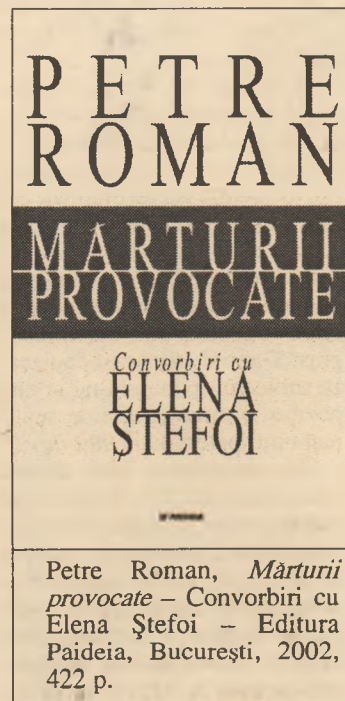 PETRE
ROMAN
MĂRTURII
PROVOCATE
Convorbiri cu
ELENA
ŞTEFOI
Petre Roman, Mărturii
provocate – Convorbiri cu
Elena Ştefoi – Editura
Paideia, Bucureşti, 2002,
422 p.